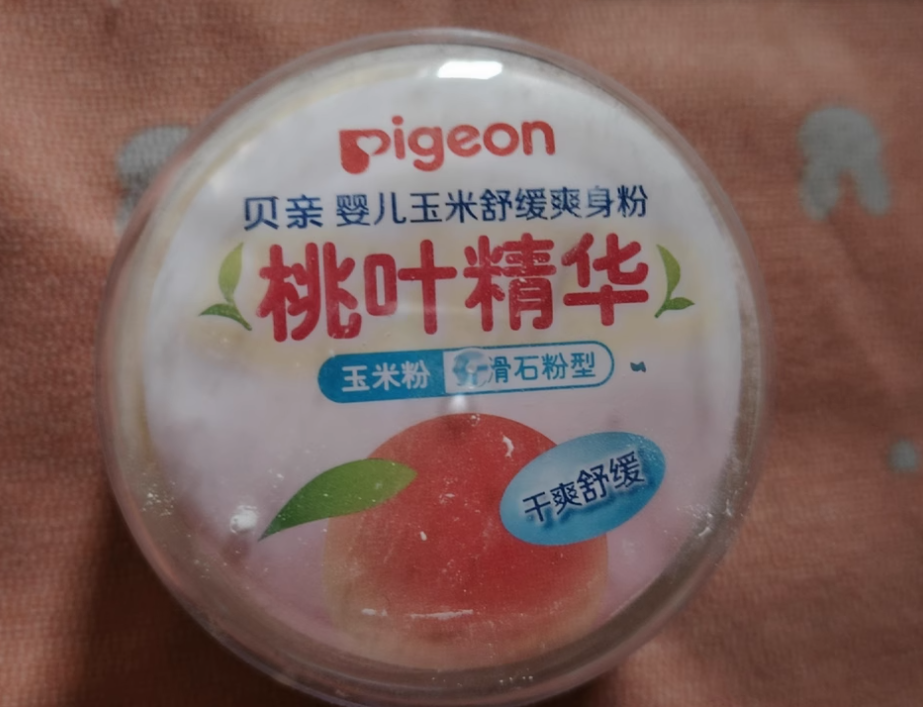 Pigeon
贝亲 婴儿玉米舒缓爽身粉
桃叶精华
玉米粉 滑石粉型
干爽舒缓